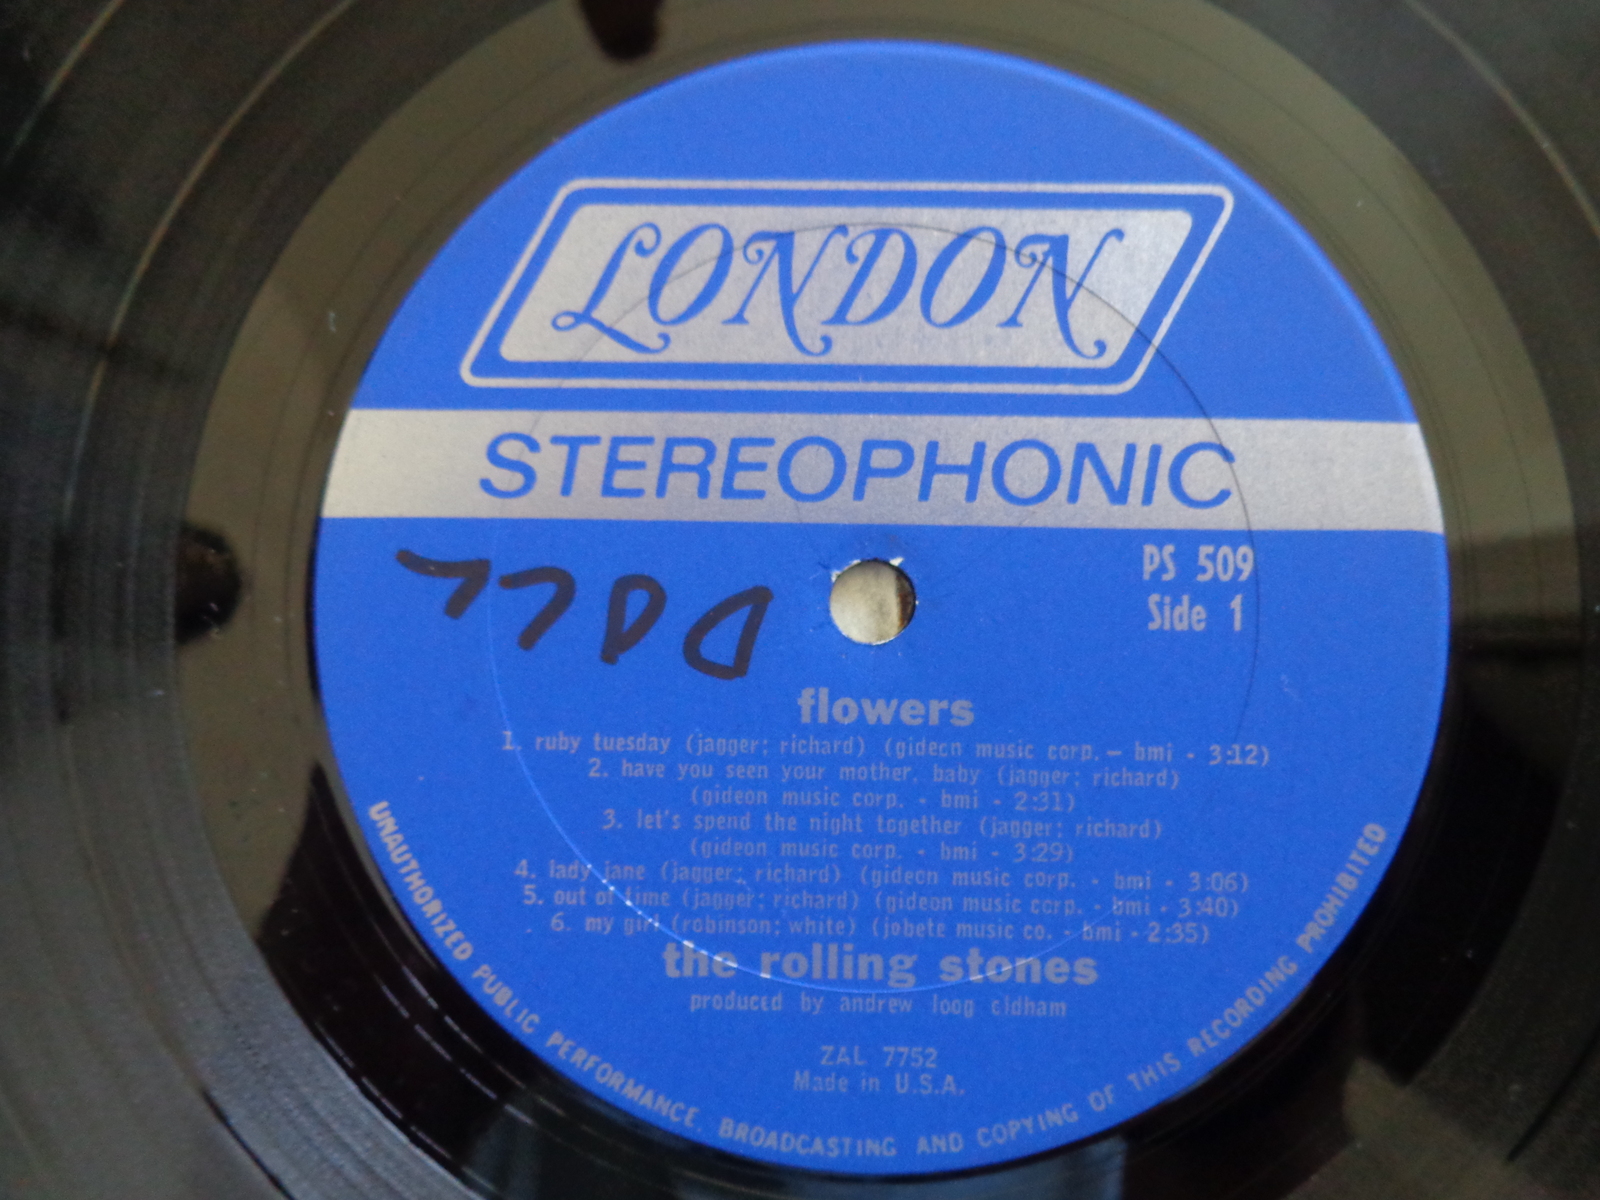 LONDON
STEREOPHONIC
PS 509
Side 1
flowers
1. ruby tuesday (jagger; richard) (gideon music corp. – bmi - 3:12)
2. have you seen your mother, baby (jagger; richard)
(gideon music corp. - bmi - 2:31)
3. let's spend the night together (jagger; richard)
(gideon music corp. - bmi - 3:29)
4. lady jane (jagger; richard) (gideon music corp. - bmi - 3:06)
5. out of time (jagger; richard) (gideon music corp. - bmi - 3:40)
6. my girl (robinson; white) (jobete music co. - bmi - 2:35)
the rolling stones
produced by andrew loog oldham
ZAL 7752
Made in U.S.A.
UNAUTHORIZED PUBLIC PERFORMANCE, BROADCASTING AND COPYING OF THIS RECORDING PROHIBITED